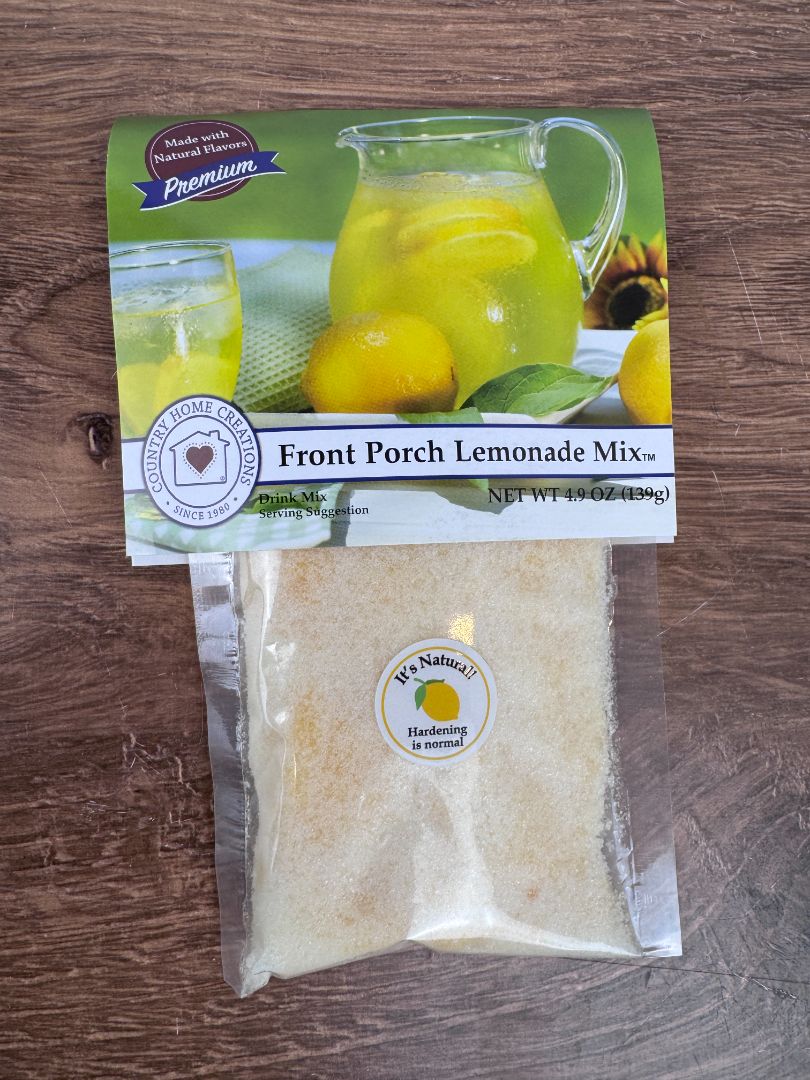 Made with
Natural Flavors
Premium
COUNTRY HOME CREATIONS
• SINCE 1980 •
®
Front Porch Lemonade Mix™
Drink Mix
Serving Suggestion
NET WT 4.9 OZ (139g)
It's Natural!
Hardening
is normal